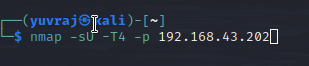 ┌──(yuvraj㉿kali)-[~]
└─$ nmap -sU -T4 -p 192.168.43.202